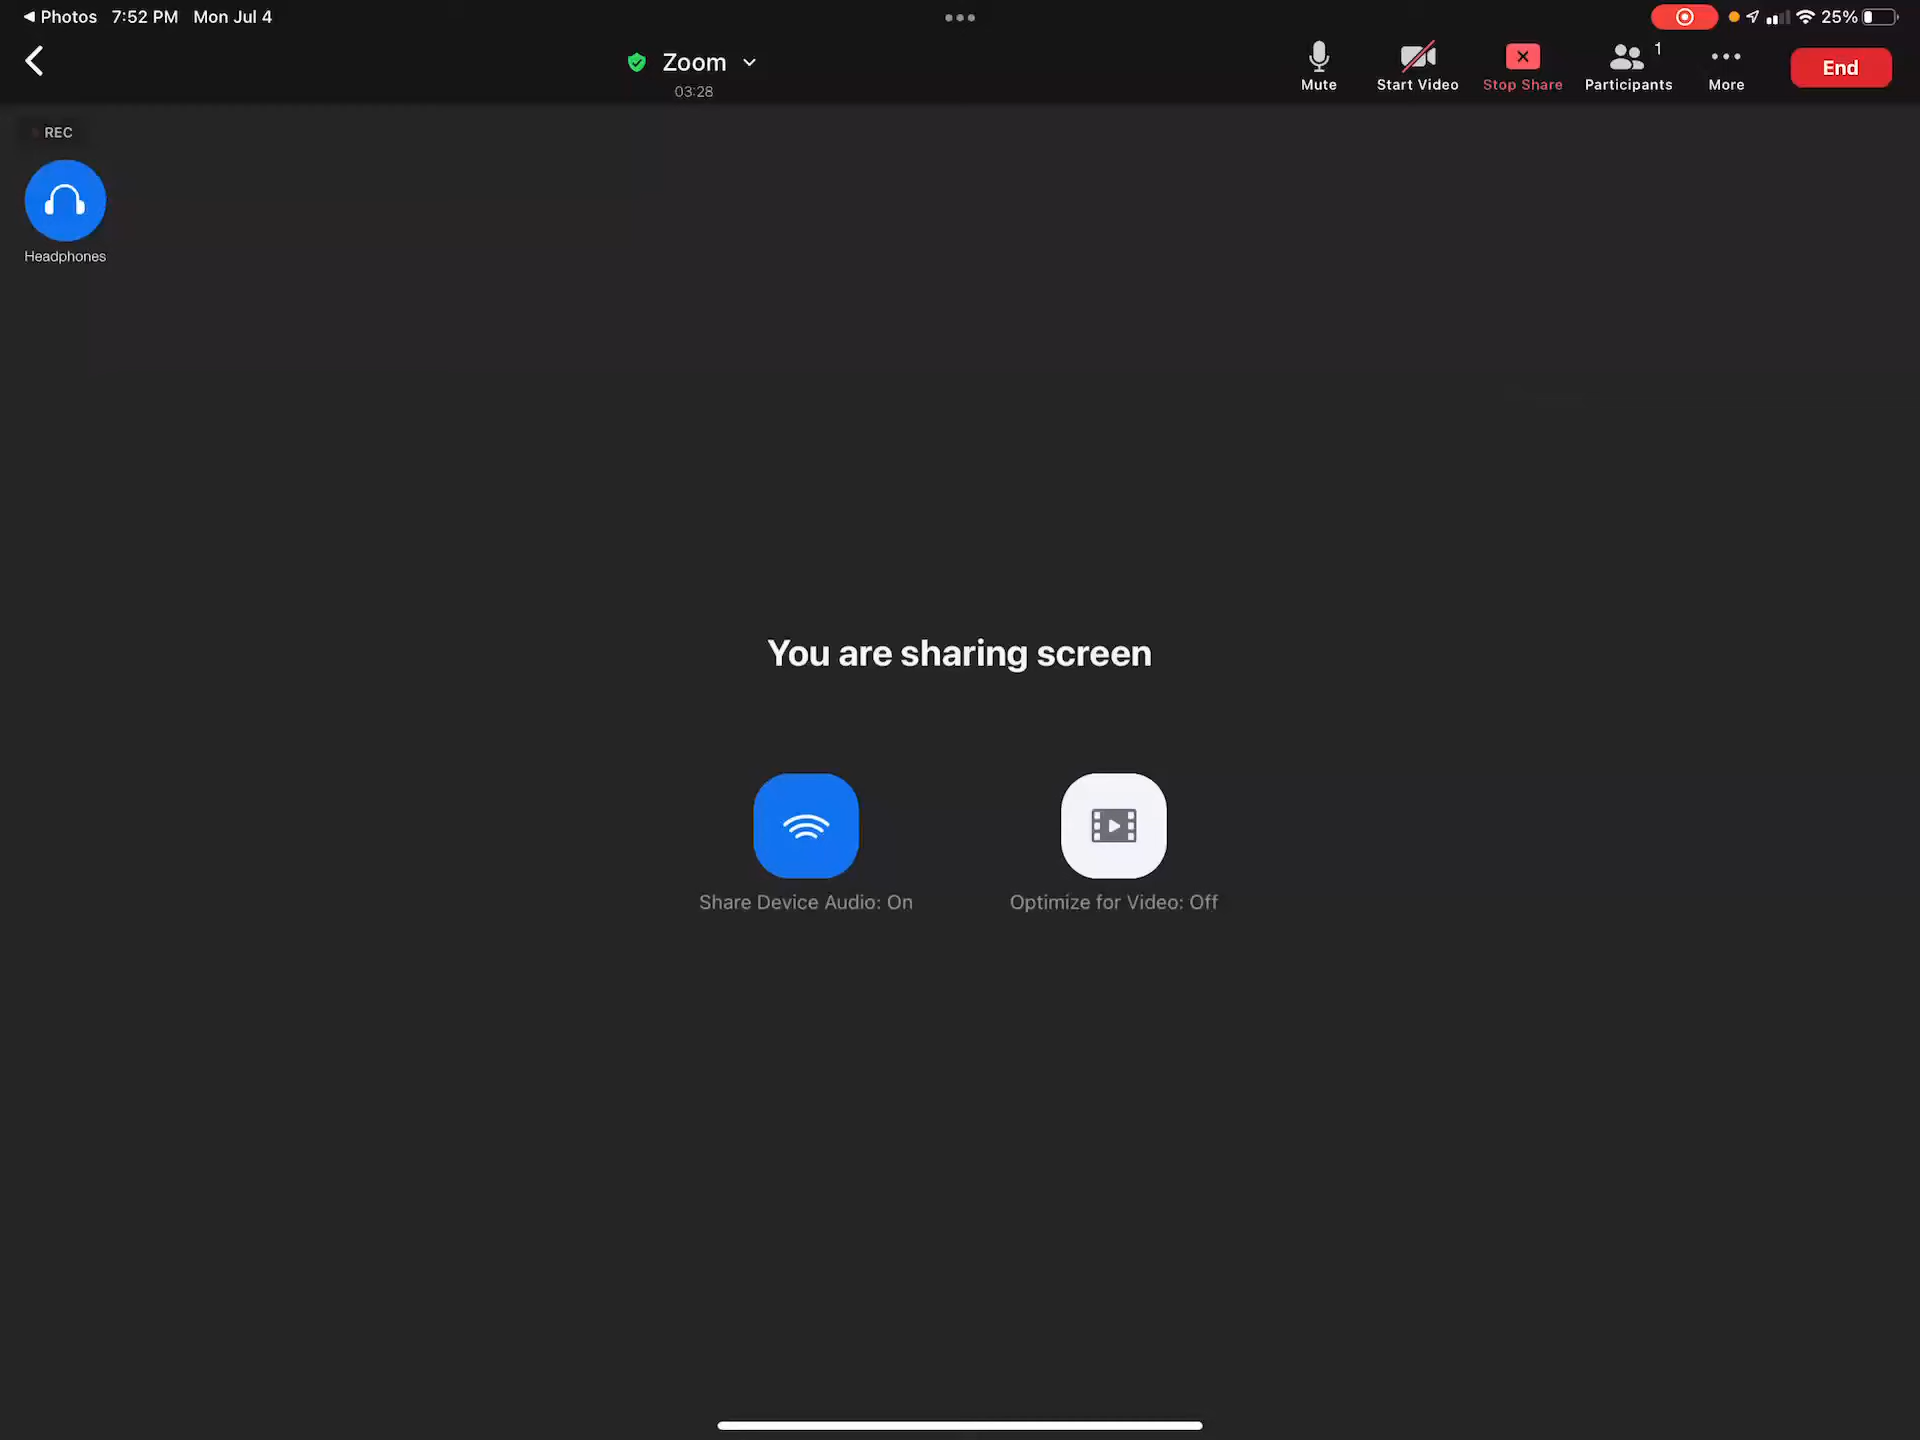 Photos 7:52 PM Mon Jul 4 25%
Zoom
03:28
1
Mute Start Video Stop Share Participants More End
REC
Headphones
You are sharing screen
Share Device Audio: On Optimize for Video: Off